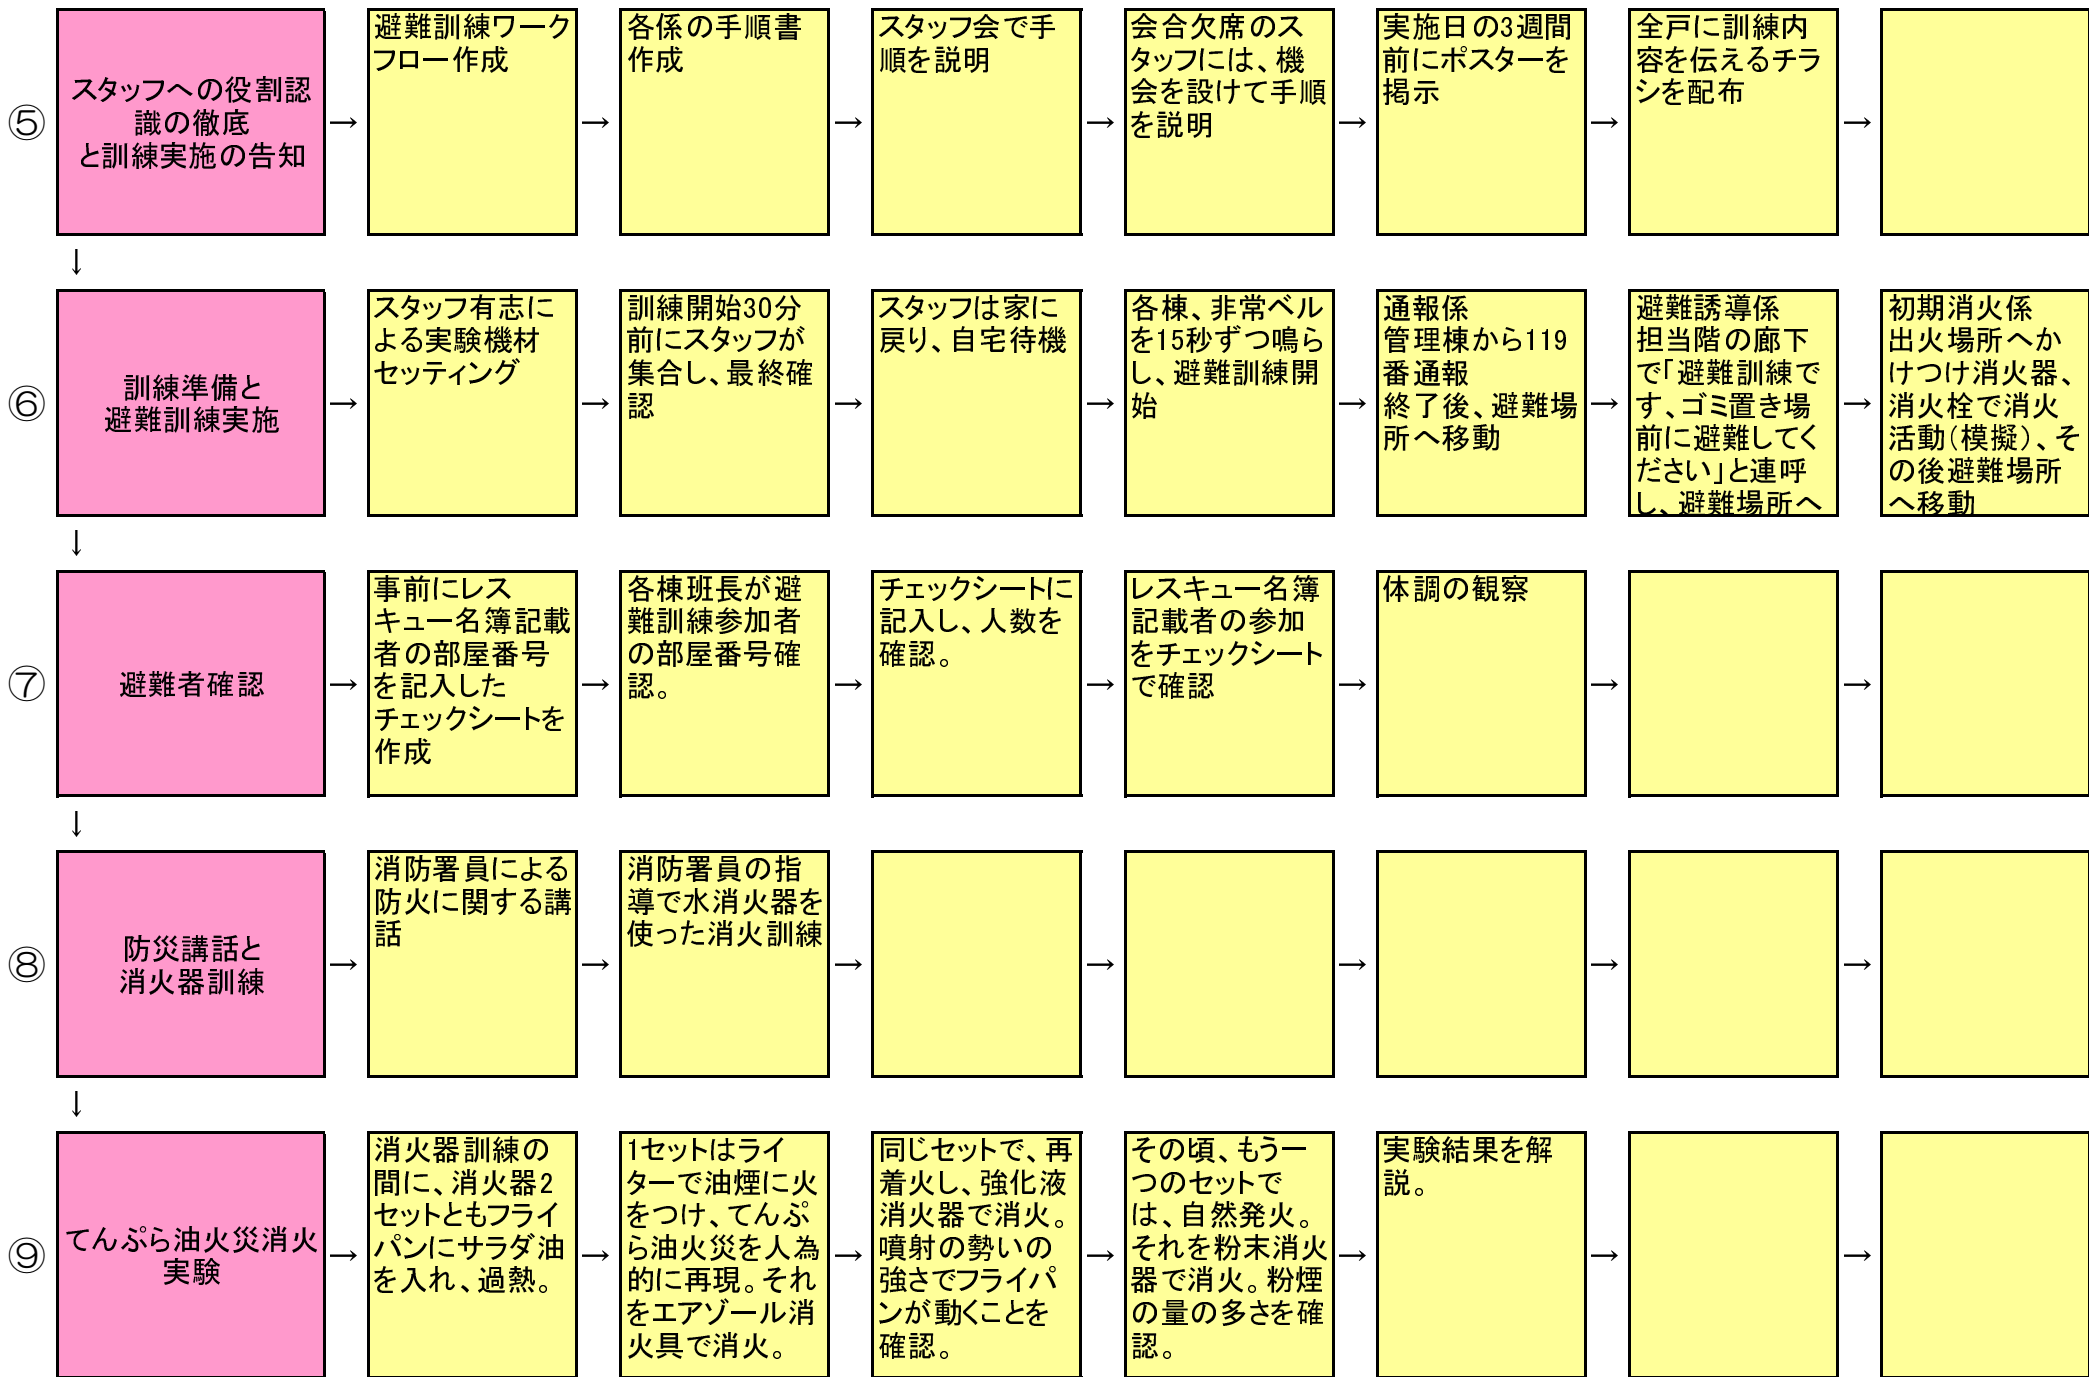 ⑤
スタッフへの役割認
識の徹底
と訓練実施の告知
→
避難訓練ワーク
フロー作成
→
各係の手順書
作成
→
スタッフ会で手
順を説明
→
会合欠席のス
タッフには、機
会を設けて手順
を説明
→
実施日の3週間
前にポスターを
掲示
→
全戸に訓練内
容を伝えるチラ
シを配布
→
↓
⑥
訓練準備と
避難訓練実施
→
スタッフ有志に
よる実験機材
セッティング
→
訓練開始30分
前にスタッフが
集合し、最終確
認
→
スタッフは家に
戻り、自宅待機
→
各棟、非常ベル
を15秒ずつ鳴ら
し、避難訓練開
始
→
通報係
管理棟から119
番通報
終了後、避難場
所へ移動
→
避難誘導係
担当階の廊下
で「避難訓練で
す、ゴミ置き場
前に避難してく
ださい」と連呼
し、避難場所へ
→
初期消火係
出火場所へか
けつけ消火器、
消火栓で消火
活動（模擬）、そ
の後避難場所
へ移動
↓
⑦
避難者確認
→
事前にレス
キュー名簿記載
者の部屋番号
を記入した
チェックシートを
作成
→
各棟班長が避
難訓練参加者
の部屋番号確
認。
→
チェックシートに
記入し、人数を
確認。
→
レスキュー名簿
記載者の参加
をチェックシート
で確認
→
体調の観察
→
→
↓
⑧
防災講話と
消火器訓練
→
消防署員による
防火に関する講
話
→
消防署員の指
導で水消火器を
使った消火訓練
→
→
→
→
→
↓
⑨
てんぷら油火災消火
実験
→
消火器訓練の
間に、消火器2
セットともフライ
パンにサラダ油
を入れ、過熱。
→
1セットはライ
ターで油煙に火
をつけ、てんぷ
ら油火災を人為
的に再現。それ
をエアゾール消
火具で消火。
→
同じセットで、再
着火し、強化液
消火器で消火。
噴射の勢いの
強さでフライパ
ンが動くことを
確認。
→
その頃、もう一
つのセットで
は、自然発火。
それを粉末消火
器で消火。粉煙
の量の多さを確
認。
→
実験結果を解
説。
→
→